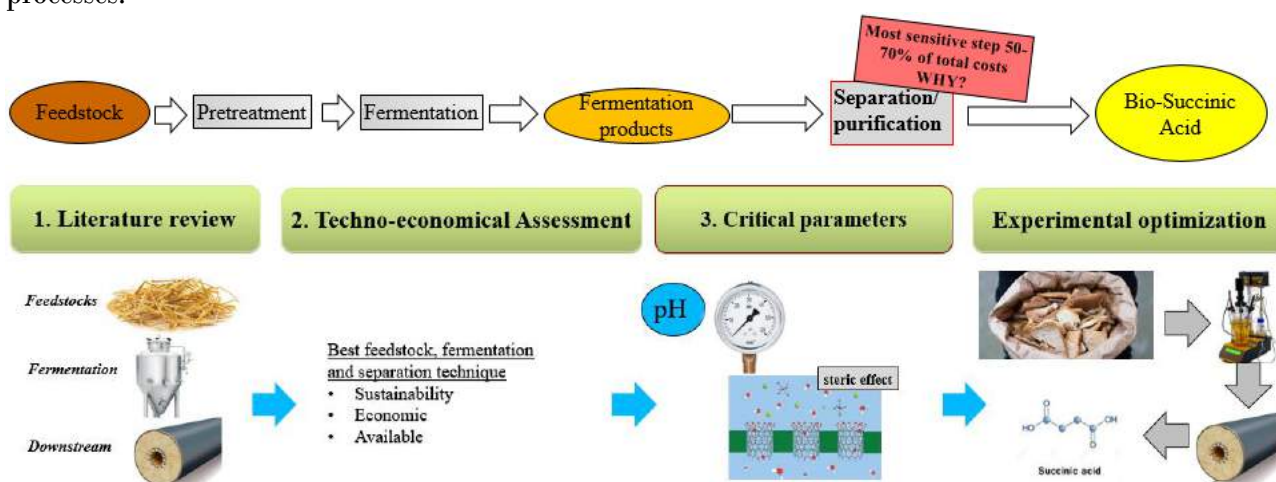 processes.
Most sensitive step 50-
70% of total costs
WHY?
Feedstock
Pretreatment
Fermentation
Fermentation
products
Separation/
purification
Bio-Succinic
Acid
1. Literature review
2. Techno-economical Assessment
3. Critical parameters
Experimental optimization
Feedstocks
Fermentation
Downstream
Best feedstock, fermentation
and separation technique
• Sustainability
• Economic
• Available
pH
steric effect
O
HO
OH
O
Succinic acid